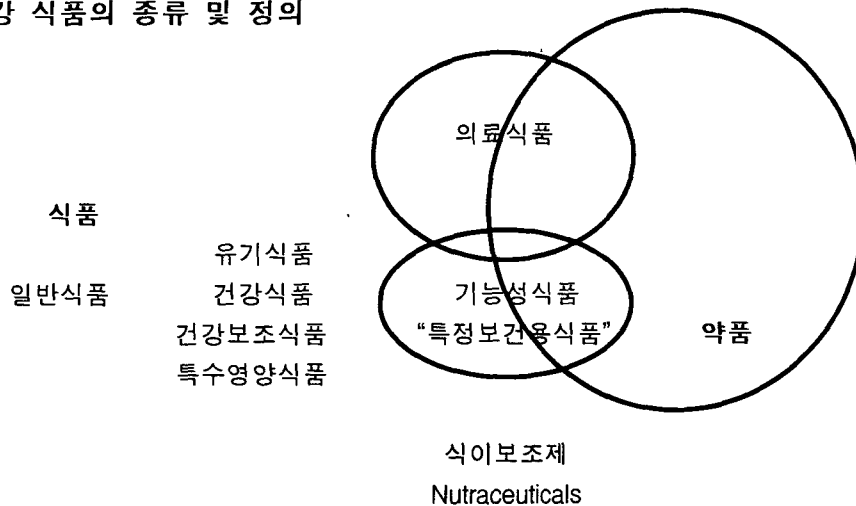 강 식품의 종류 및 정의
의료식품
식품
유기식품
일반식품 건강식품 기능성식품
건강보조식품 “특정보건용식품” 약품
특수영양식품
식이보조제
Nutraceuticals